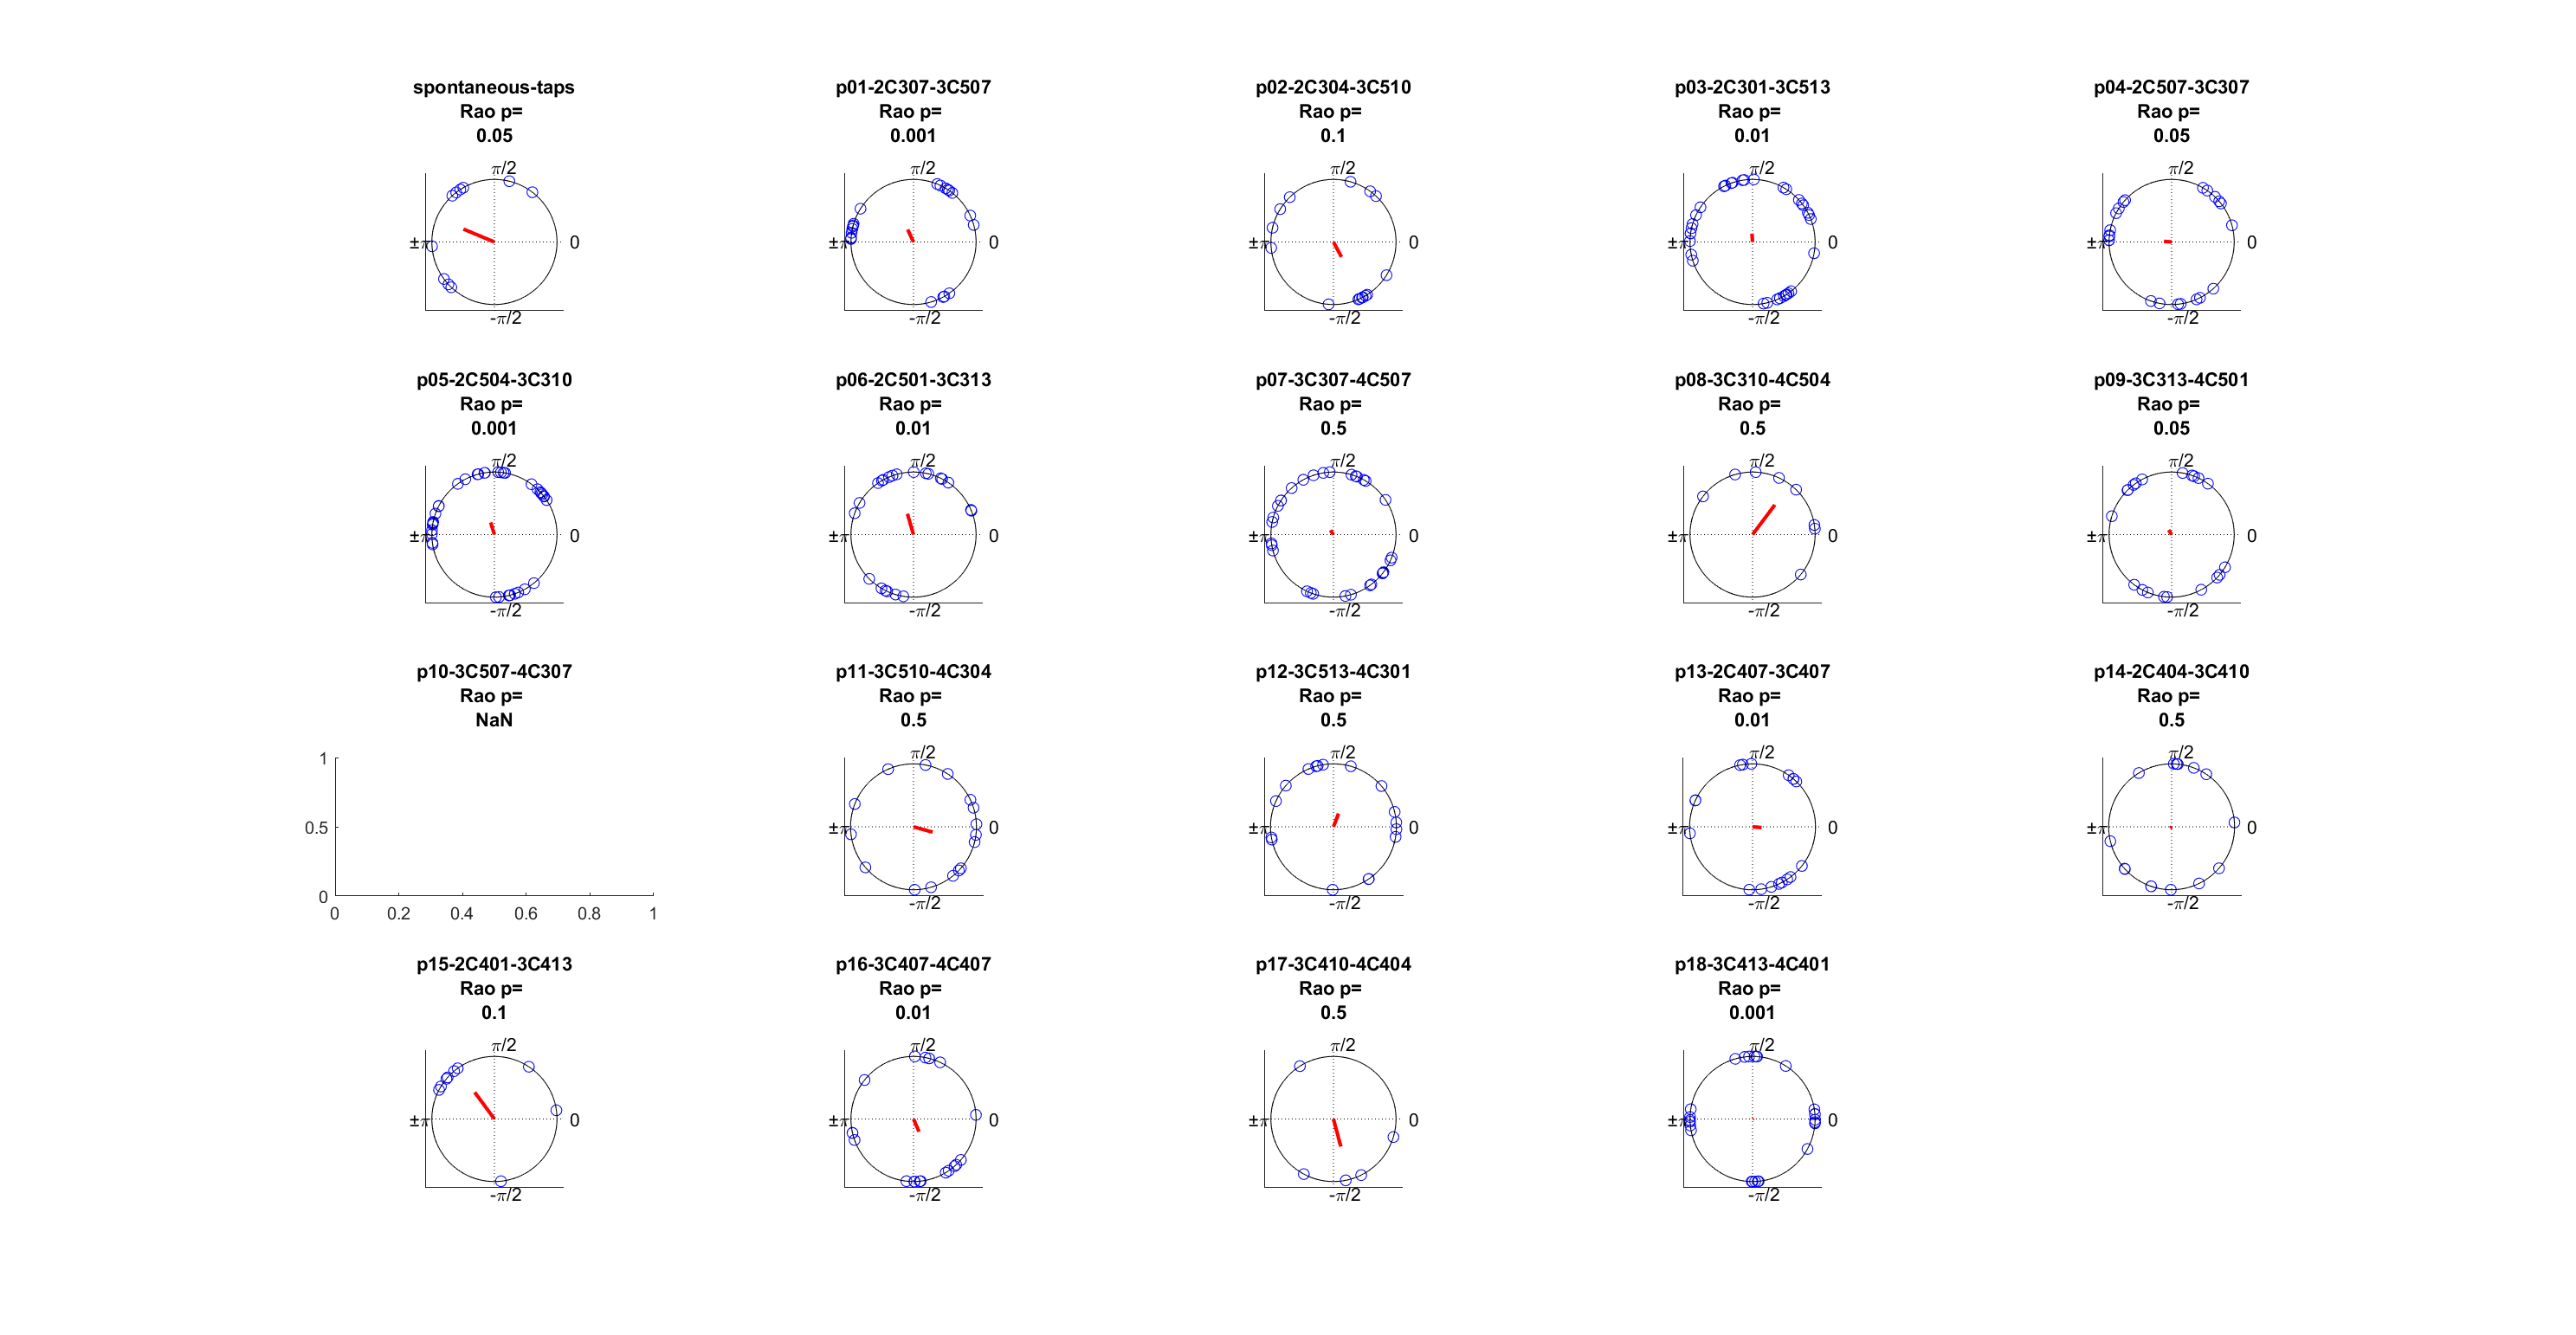 spontaneous-taps
Rao p=
0.05
π/2
±π
0
-π/2
p01-2C307-3C507
Rao p=
0.001
π/2
±π
0
-π/2
p02-2C304-3C510
Rao p=
0.1
π/2
±π
0
-π/2
p03-2C301-3C513
Rao p=
0.01
π/2
±π
0
-π/2
p04-2C507-3C307
Rao p=
0.05
π/2
±π
0
-π/2
p05-2C504-3C310
Rao p=
0.001
π/2
±π
0
-π/2
p06-2C501-3C313
Rao p=
0.01
π/2
±π
0
-π/2
p07-3C307-4C507
Rao p=
0.5
π/2
±π
0
-π/2
p08-3C310-4C504
Rao p=
0.5
π/2
±π
0
-π/2
p09-3C313-4C501
Rao p=
0.05
π/2
±π
0
-π/2
p10-3C507-4C307
Rao p=
NaN
1
0.5
0
0 0.2 0.4 0.6 0.8 1
p11-3C510-4C304
Rao p=
0.5
π/2
±π
0
-π/2
p12-3C513-4C301
Rao p=
0.5
π/2
±π
0
-π/2
p13-2C407-3C407
Rao p=
0.01
π/2
±π
0
-π/2
p14-2C404-3C410
Rao p=
0.5
π/2
±π
0
-π/2
p15-2C401-3C413
Rao p=
0.1
π/2
±π
0
-π/2
p16-3C407-4C407
Rao p=
0.01
π/2
±π
0
-π/2
p17-3C410-4C404
Rao p=
0.5
π/2
±π
0
-π/2
p18-3C413-4C401
Rao p=
0.001
π/2
±π
0
-π/2